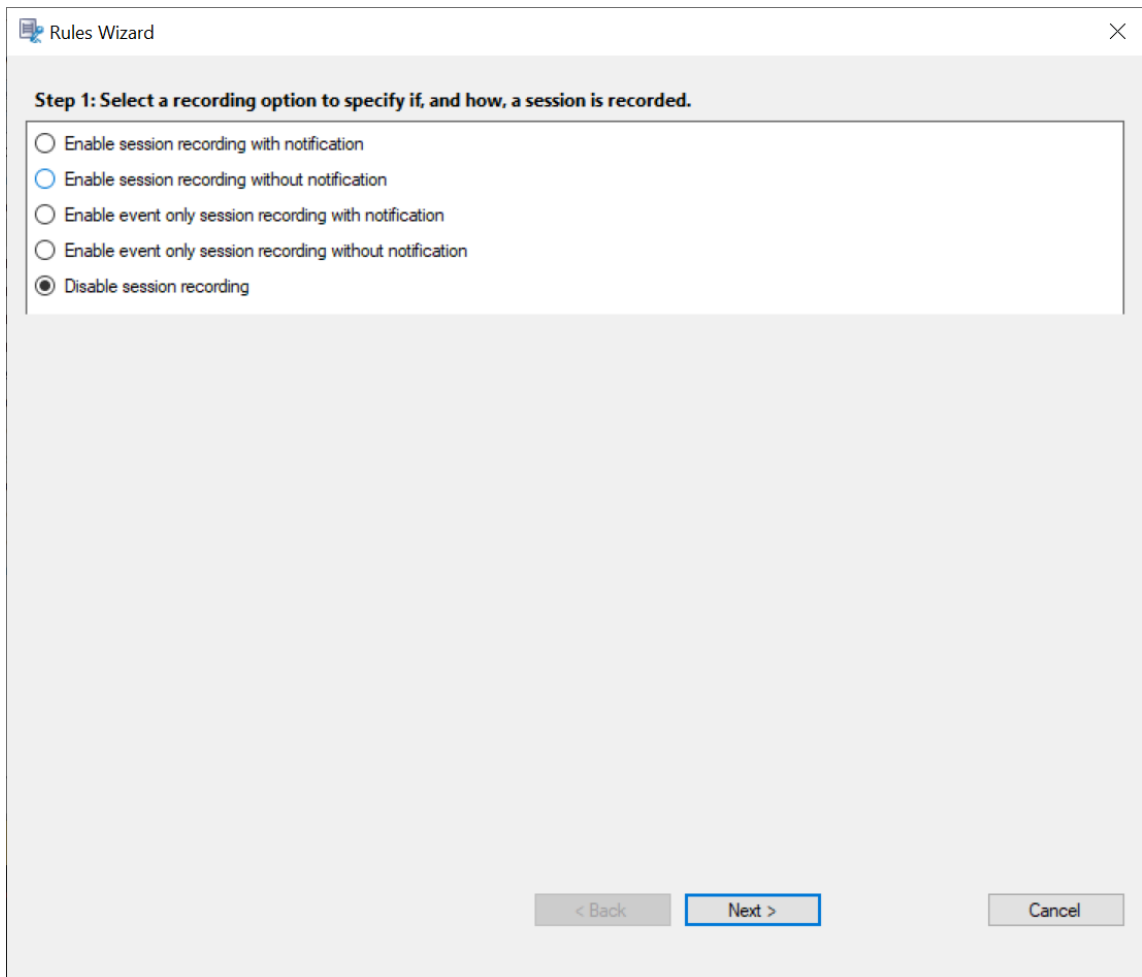 Rules Wizard
Step 1: Select a recording option to specify if, and how, a session is recorded.
Enable session recording with notification
Enable session recording without notification
Enable event only session recording with notification
Enable event only session recording without notification
Disable session recording
< Back
Next >
Cancel